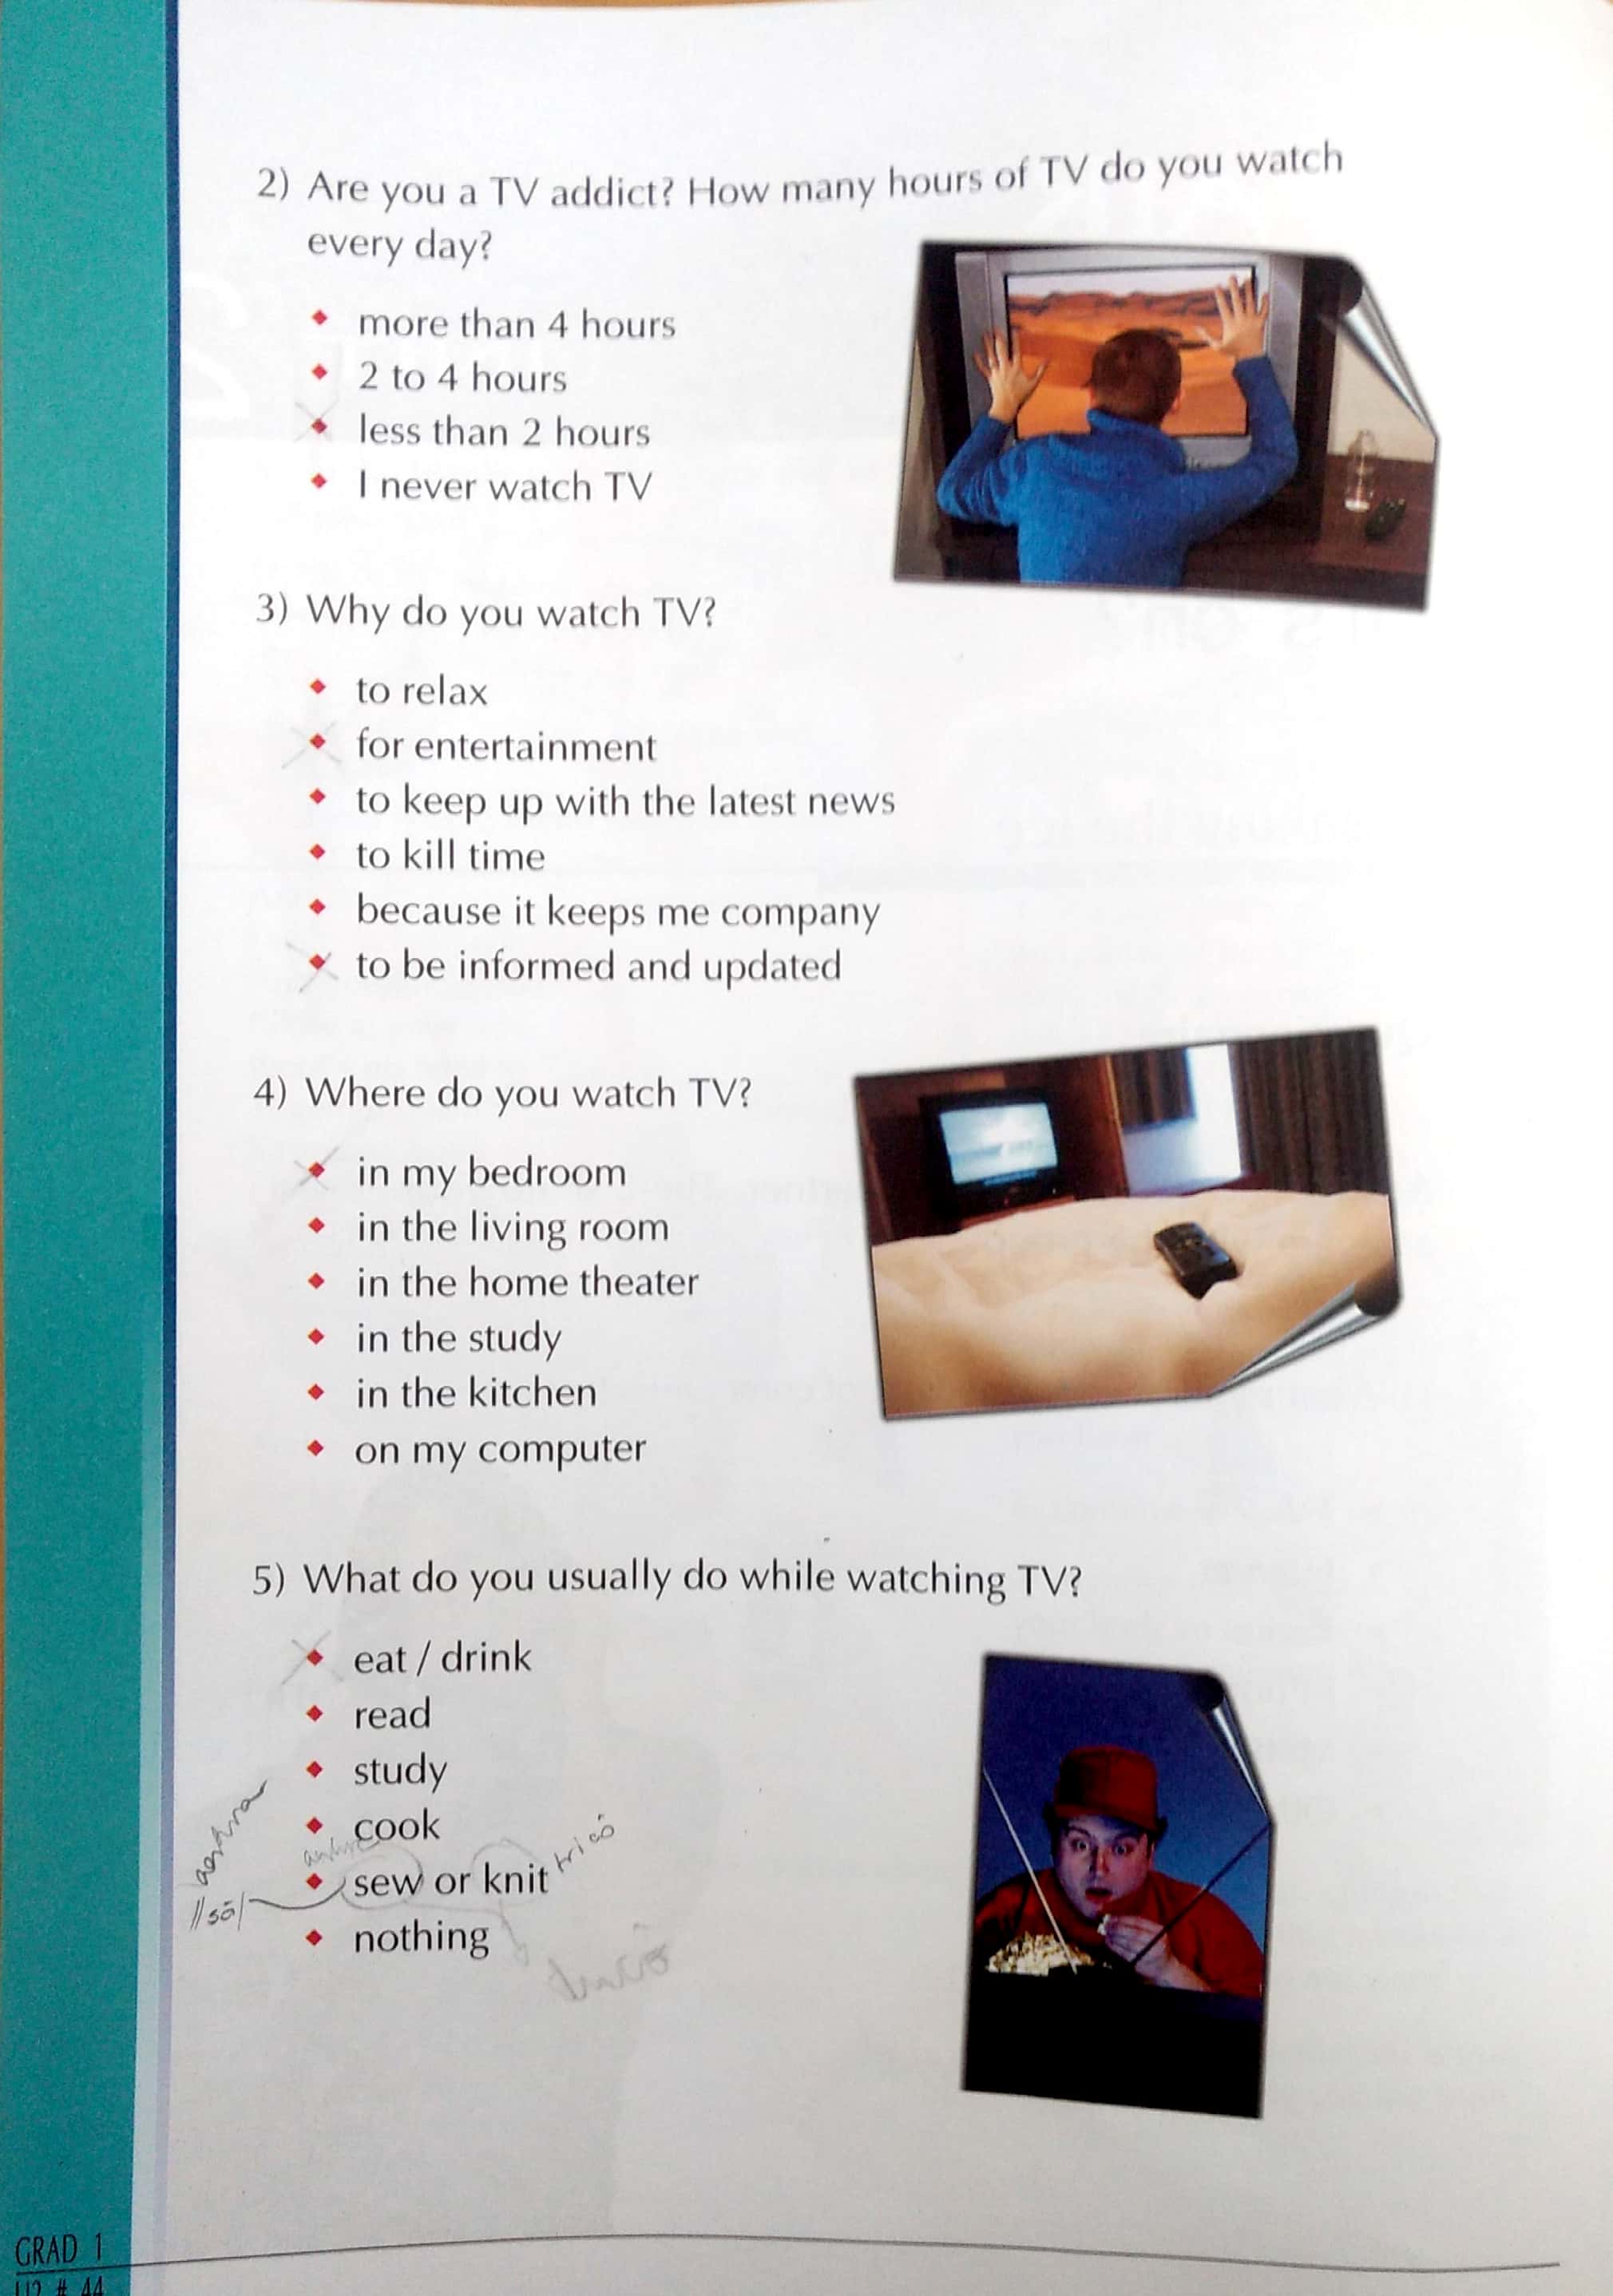 2) Are you a TV addict? How many hours of TV do you watch
every day?
more than 4 hours
2 to 4 hours
less than 2 hours
I never watch TV
3) Why do you watch TV?
to relax
for entertainment
to keep up with the latest news
to kill time
because it keeps me company
to be informed and updated
4) Where do you watch TV?
in my bedroom
in the living room
in the home theater
in the study
in the kitchen
on my computer
5) What do you usually do while watching TV?
eat / drink
read
study
cook
sew or knit tricô
nothing
GRAD 1
U2 # 44